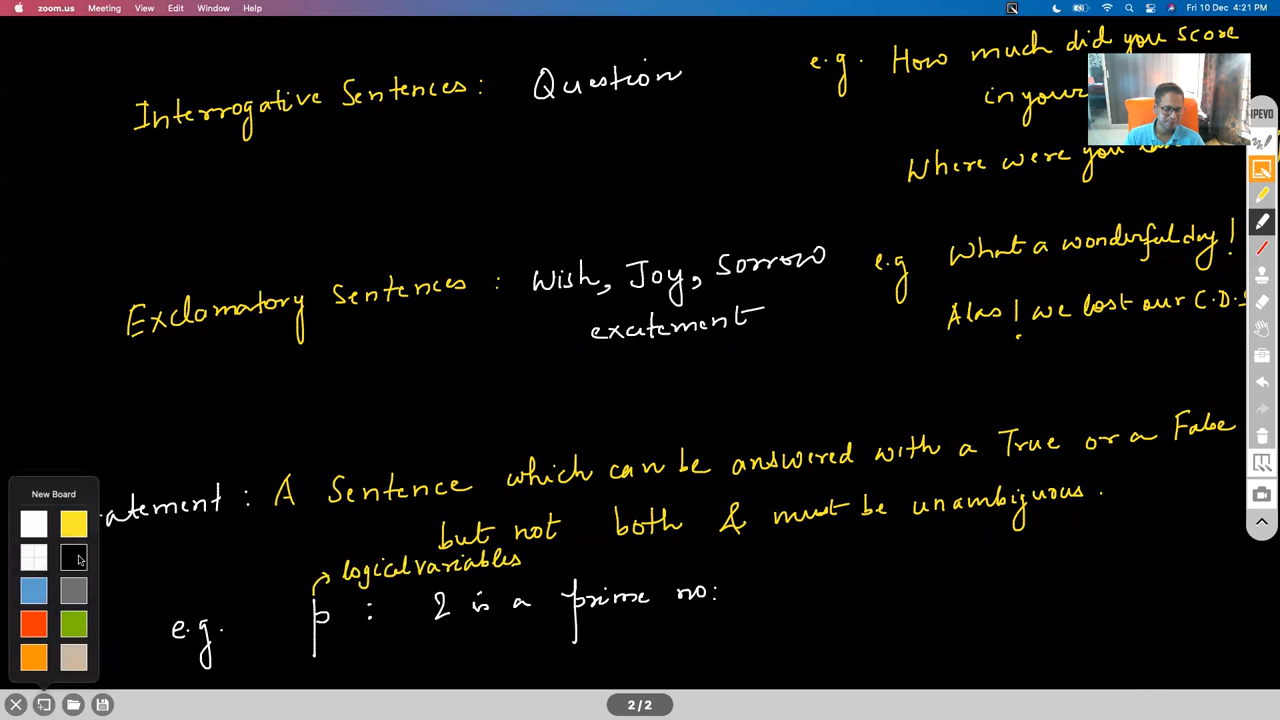 zoom.us Meeting View Edit Window Help Fri 10 Dec 4:21 PM
Interrogative Sentences : Question e.g. How much did you score
in your
Where were you
IPEVO
Exclamatory Sentences : Wish, Joy, Sorrow e.g What a wonderful day!
excitement Alas! we lost our C.D.S
New Board
atement : A Sentence which can be answered with a True or a False
but not both & must be unambiguous.
logical variables
e.g. p : 2 is a prime no:
2/2